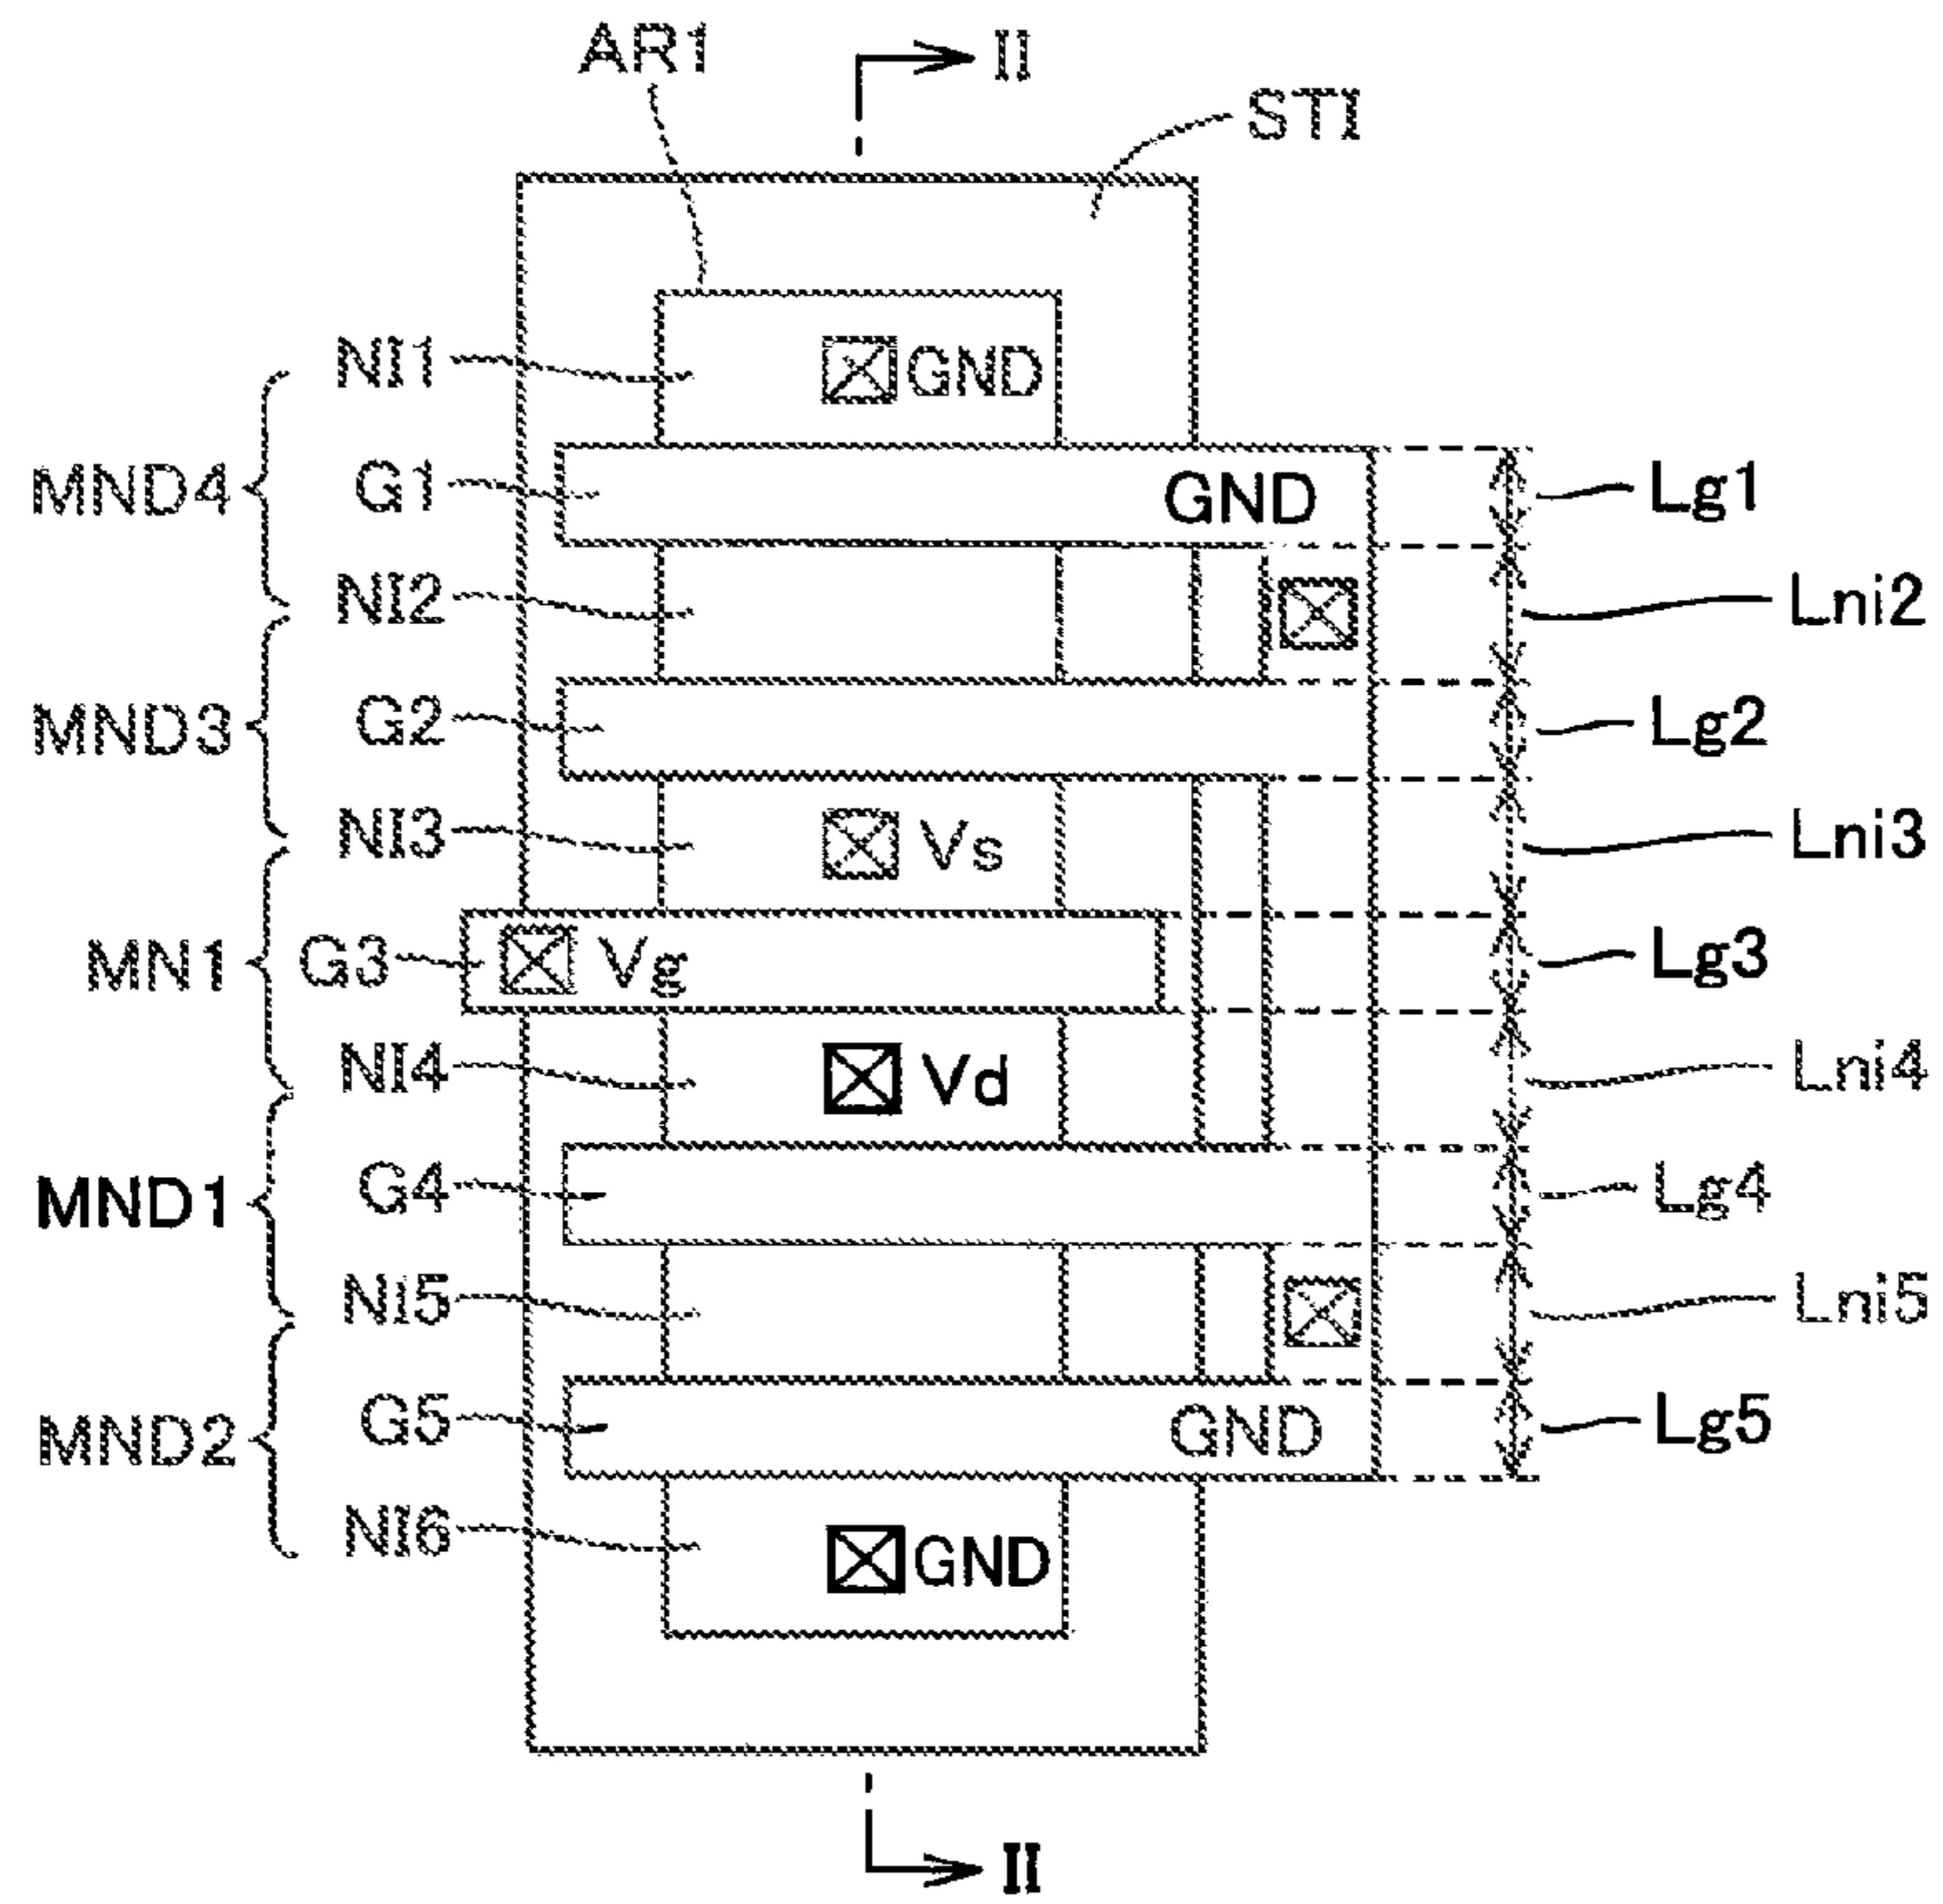 AR1
II
STI
NI1
GND
MND4
G1
GND
Lg1
NI2
Lni2
MND3
G2
Lg2
NI3
Vs
Lni3
MN1
G3
Vg
Lg3
NI4
Vd
Lni4
MND1
G4
Lg4
Ni5
Lni5
MND2
G5
GND
Lg5
NI6
GND
II